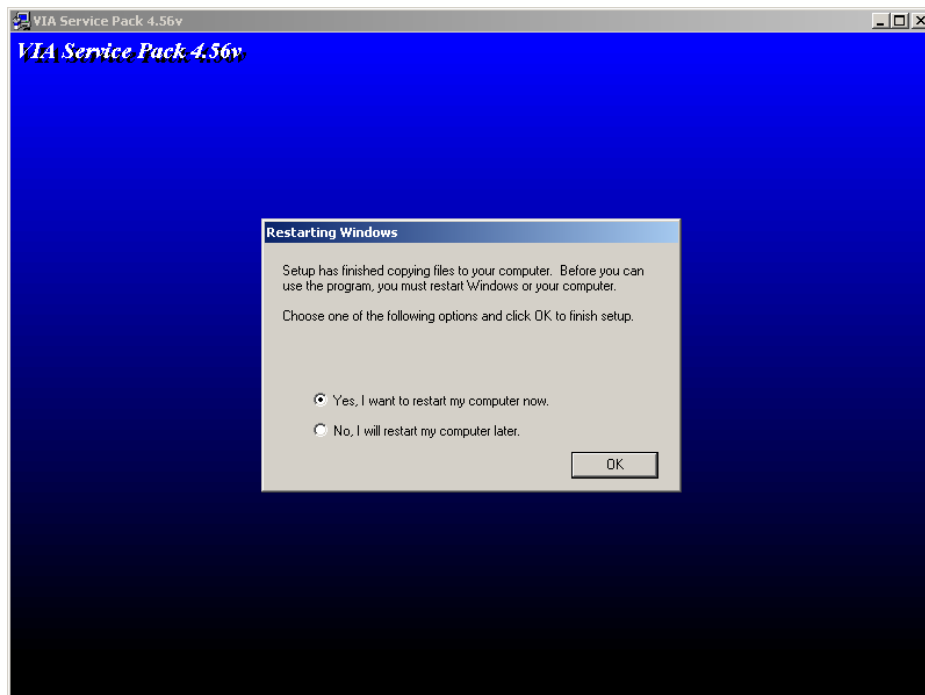 VIA Service Pack 4.56v
VIA Service Pack 4.56v
Restarting Windows
Setup has finished copying files to your computer.  Before you can
use the program, you must restart Windows or your computer.
Choose one of the following options and click OK to finish setup.
Yes, I want to restart my computer now.
No, I will restart my computer later.
OK